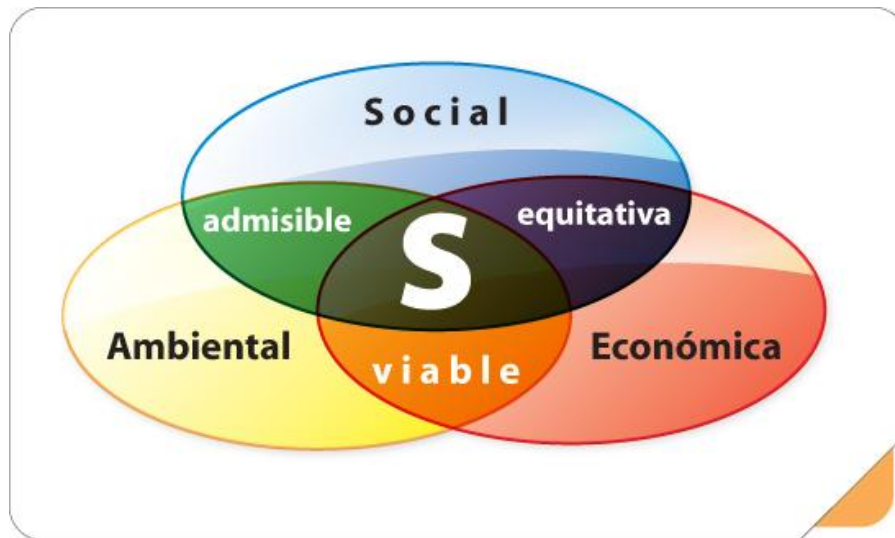 Social
admisible
equitativa
S
Ambiental
Económica
viable